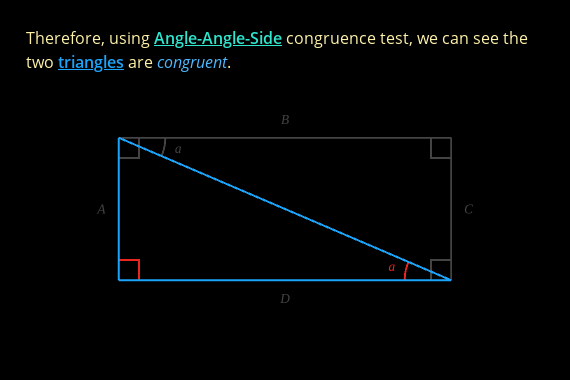 Therefore, using Angle-Angle-Side congruence test, we can see the
two triangles are congruent.
B
a
A
C
a
D